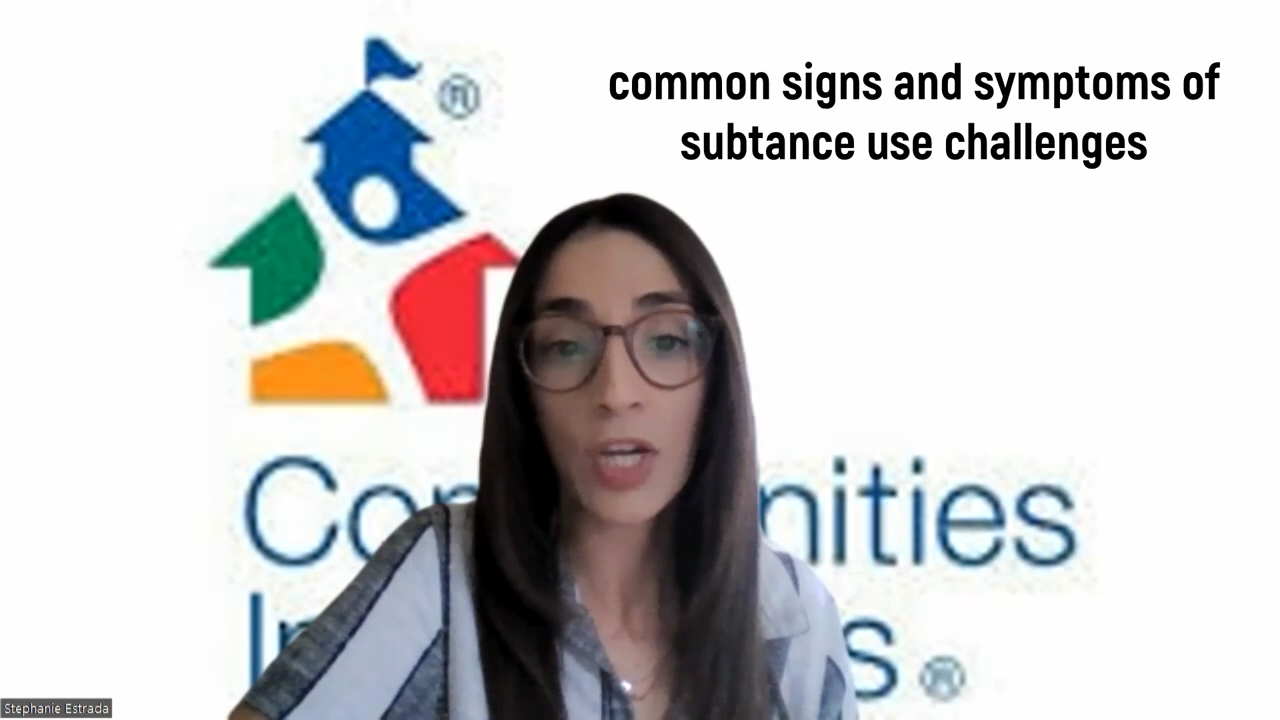 ®
common signs and symptoms of
subtance use challenges
®
Stephanie Estrada